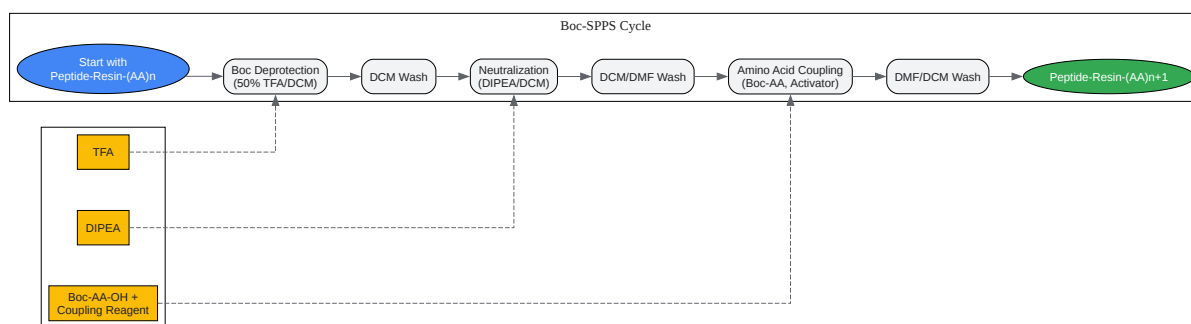 Boc-SPPS Cycle
Start with
Peptide-Resin-(AA)n
Boc Deprotection
(50% TFA/DCM)
DCM Wash
Neutralization
(DIPEA/DCM)
DCM/DMF Wash
Amino Acid Coupling
(Boc-AA, Activator)
DMF/DCM Wash
Peptide-Resin-(AA)n+1
TFA
DIPEA
Boc-AA-OH +
Coupling Reagent